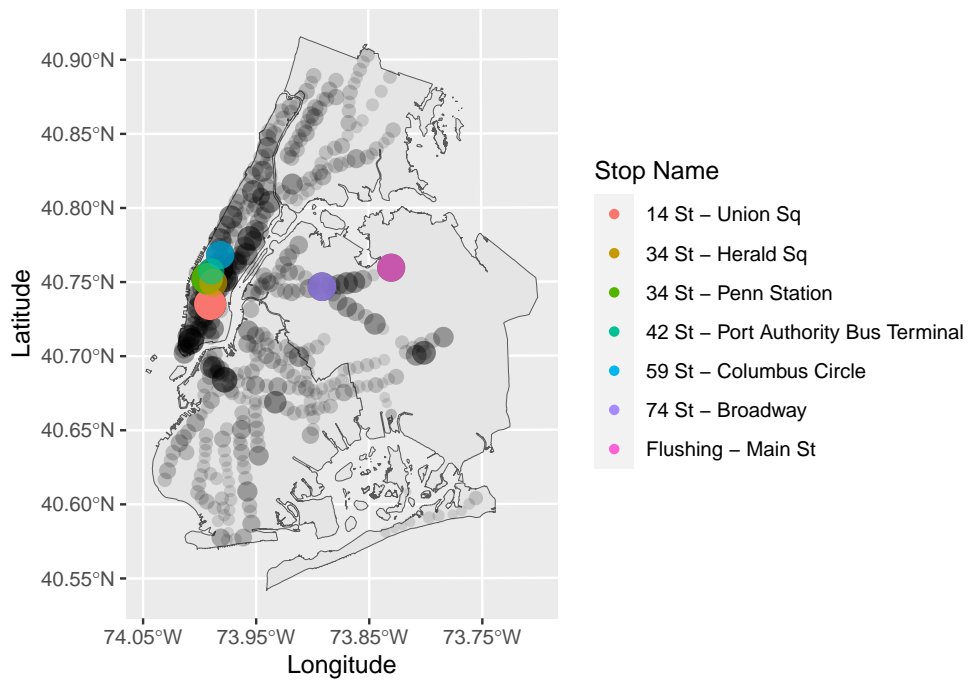 40.90°N
40.85°N
40.80°N
40.75°N
40.70°N
40.65°N
40.60°N
40.55°N
Latitude
74.05°W 73.95°W 73.85°W 73.75°W
Longitude
Stop Name
14 St − Union Sq
34 St − Herald Sq
34 St − Penn Station
42 St − Port Authority Bus Terminal
59 St − Columbus Circle
74 St − Broadway
Flushing − Main St